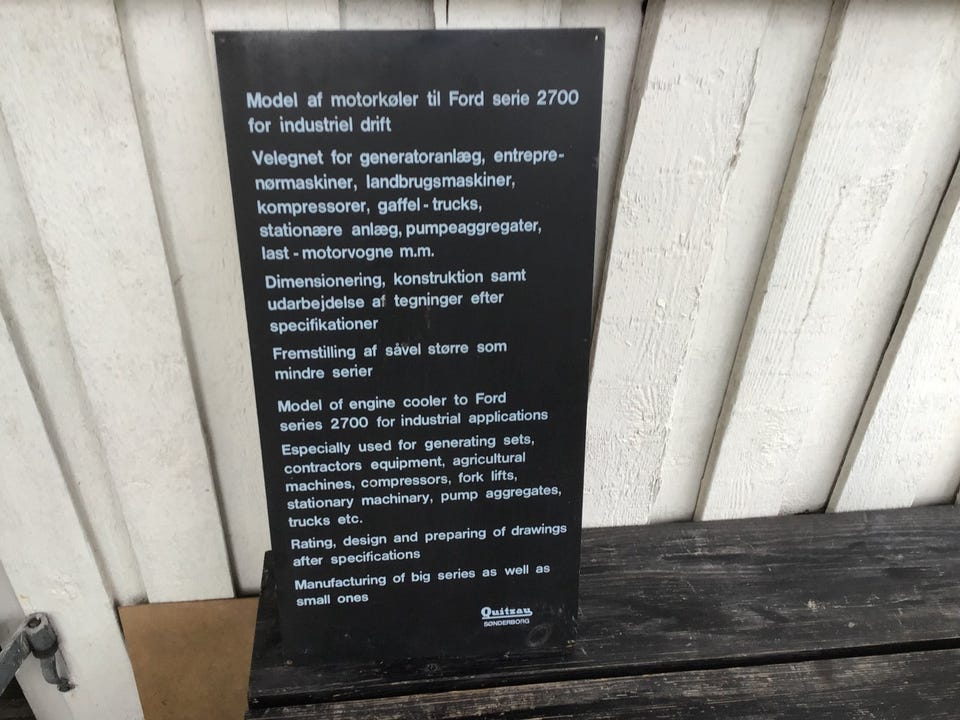 Model af motorkøler til Ford serie 2700
for industriel drift
Velegnet for generatoranlæg, entrepre-
nørmaskiner, landbrugsmaskiner,
kompressorer, gaffel-trucks,
stationære anlæg, pumpeaggregater,
last-motorvogne m.m.
Dimensionering, konstruktion samt
udarbejdelse af tegninger efter
specifikationer
Fremstilling af såvel større som
mindre serier
Model of engine cooler to Ford
series 2700 for industrial applications
Especially used for generating sets,
contractors equipment, agricultural
machines, compressors, fork lifts,
stationary machinary, pump aggregates,
trucks etc.
Rating, design and preparing of drawings
after specifications
Manufacturing of big series as well as
small ones
Quitzau
SØNDERBORG